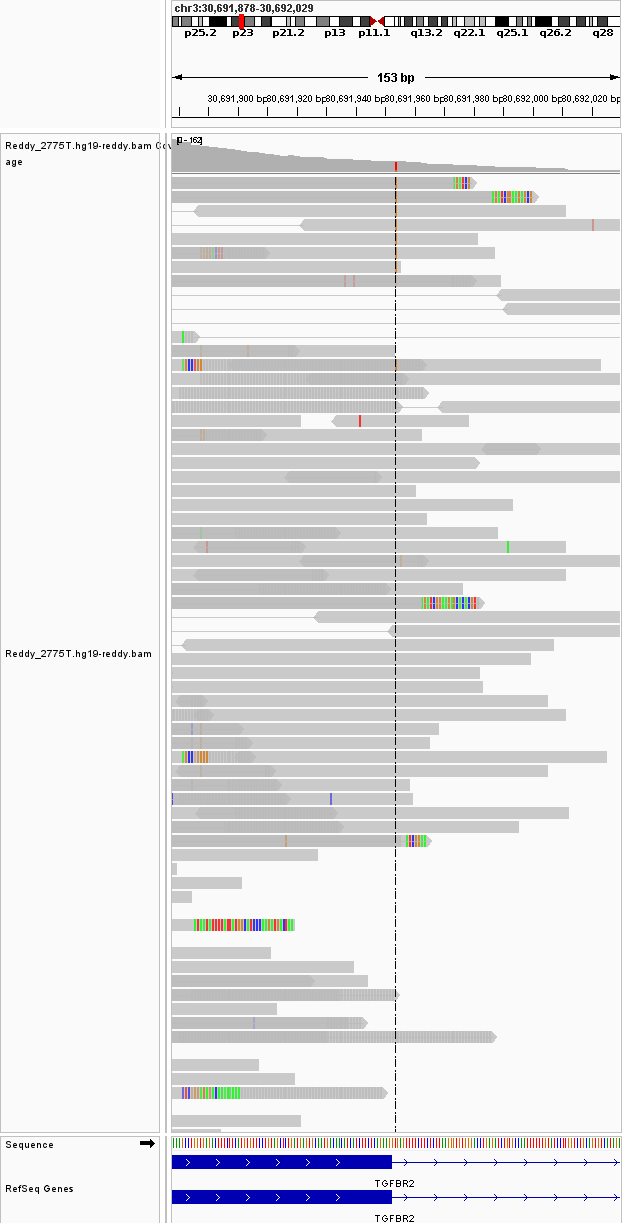 chr3:30,691,878-30,692,029
p25.2 p23 p21.2 p13 p11.1 q13.2 q22.1 q25.1 q26.2 q28
153 bp
30,691,900 bp 30,691,920 bp 30,691,940 bp 30,691,960 bp 30,691,980 bp 30,692,000 bp 30,692,020 bp
[0 - 162]
Reddy_2775T.hg19-reddy.bam Cov
age
Reddy_2775T.hg19-reddy.bam
Sequence
TGFBR2
RefSeq Genes
TGFBR2